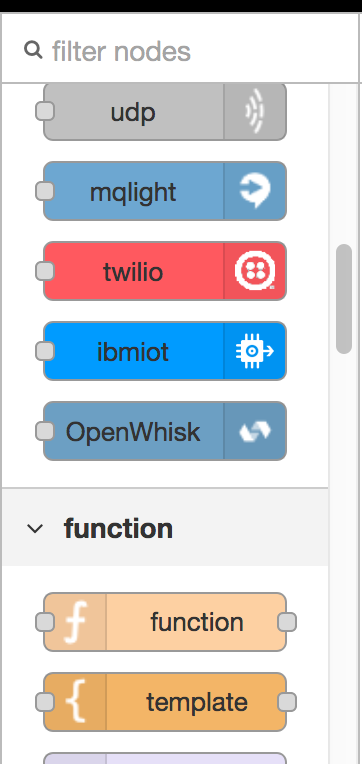 filter nodes
udp
mqlight
twilio
ibmiot
OpenWhisk
function
function
template